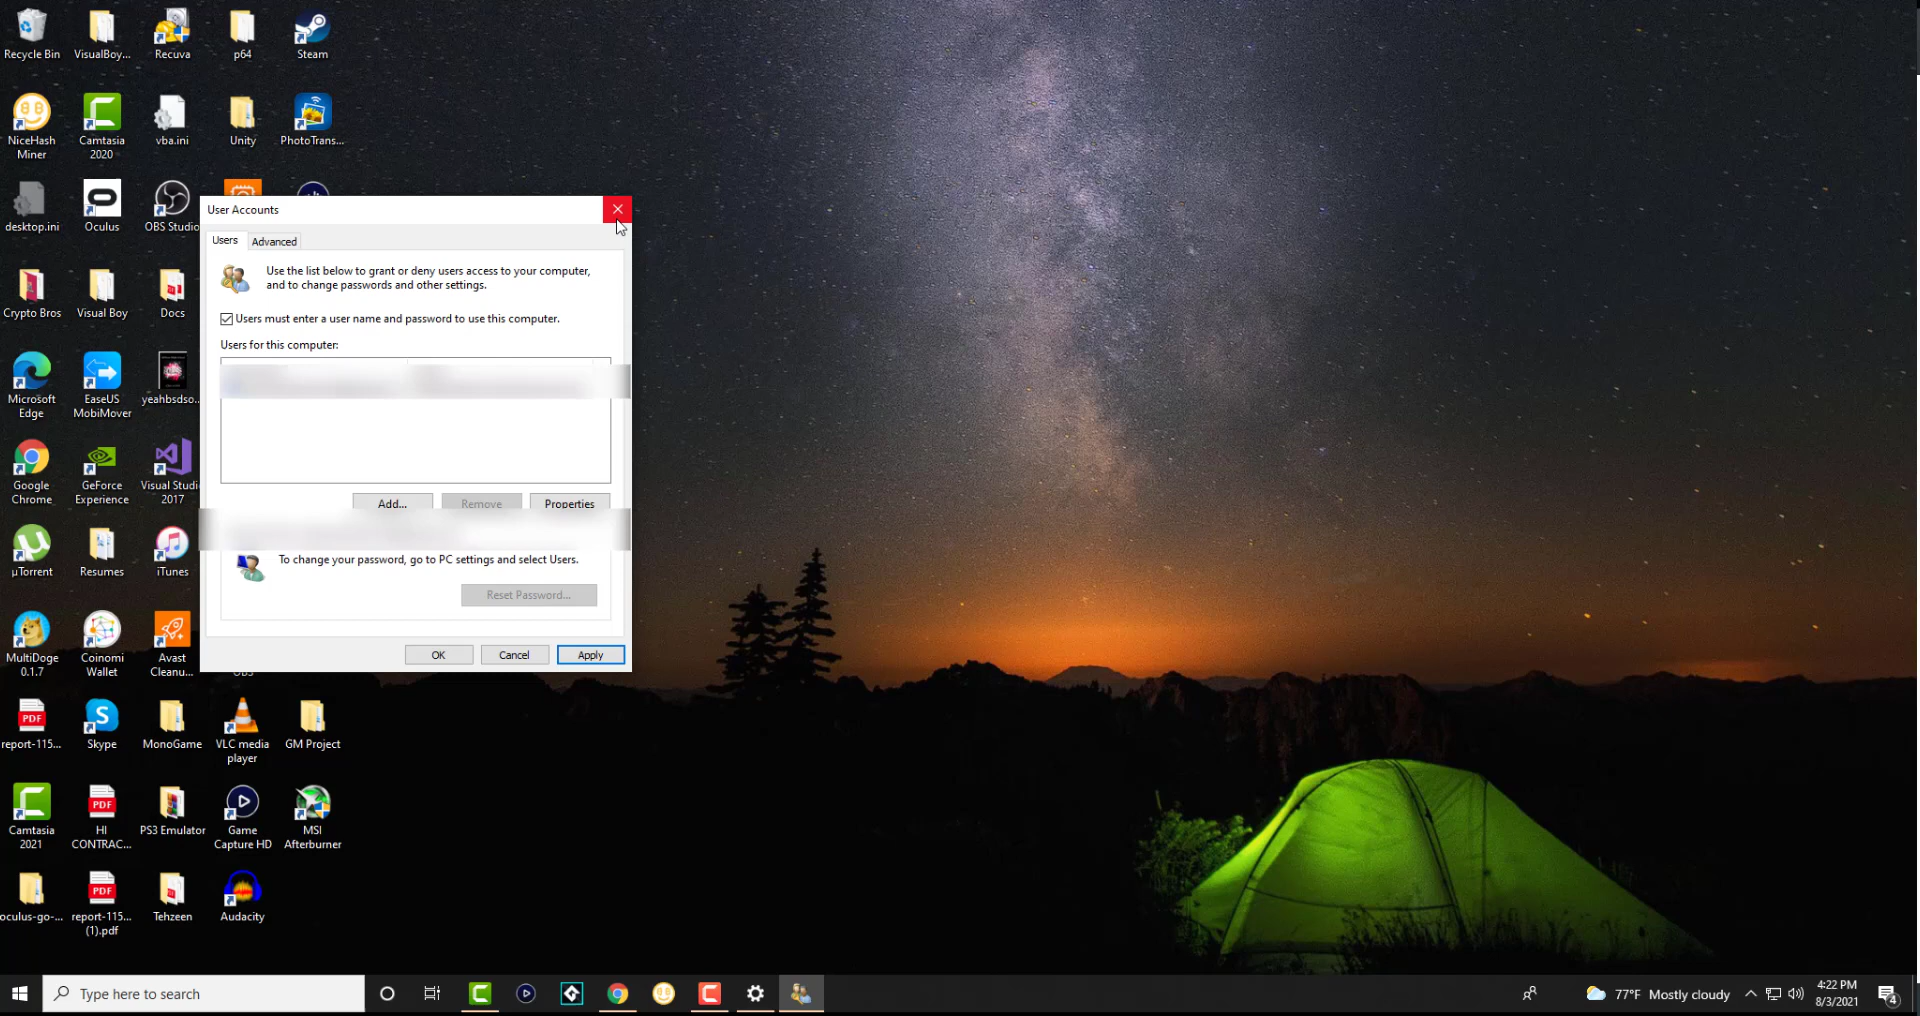 Recycle Bin
VisualBoy...
Recuva
p64
Steam
NiceHash
Miner
Camtasia
2020
vba.ini
Unity
PhotoTrans...
desktop.ini
Oculus
OBS Studio
User Accounts
Users
Advanced
Use the list below to grant or deny users access to your computer,
and to change passwords and other settings.
Users must enter a user name and password to use this computer.
Users for this computer:
Add...
Remove
Properties
To change your password, go to PC settings and select Users.
Reset Password...
OK
Cancel
Apply
Crypto Bros
Visual Boy
Docs
Microsoft
Edge
EaseUS
MobiMover
yeahbsdso...
Google
Chrome
GeForce
Experience
Visual Studi
2017
µTorrent
Resumes
iTunes
MultiDoge
0.1.7
Coinomi
Wallet
Avast
Cleanu...
OBS
PDF
report-115...
Skype
MonoGame
VLC media
player
GM Project
Camtasia
2021
PDF
HI
CONTRAC...
PS3 Emulator
Game
Capture HD
MSI
Afterburner
oculus-go-...
PDF
report-115...
(1).pdf
Tehzeen
Audacity
Type here to search
77°F Mostly cloudy
4:22 PM
8/3/2021
4